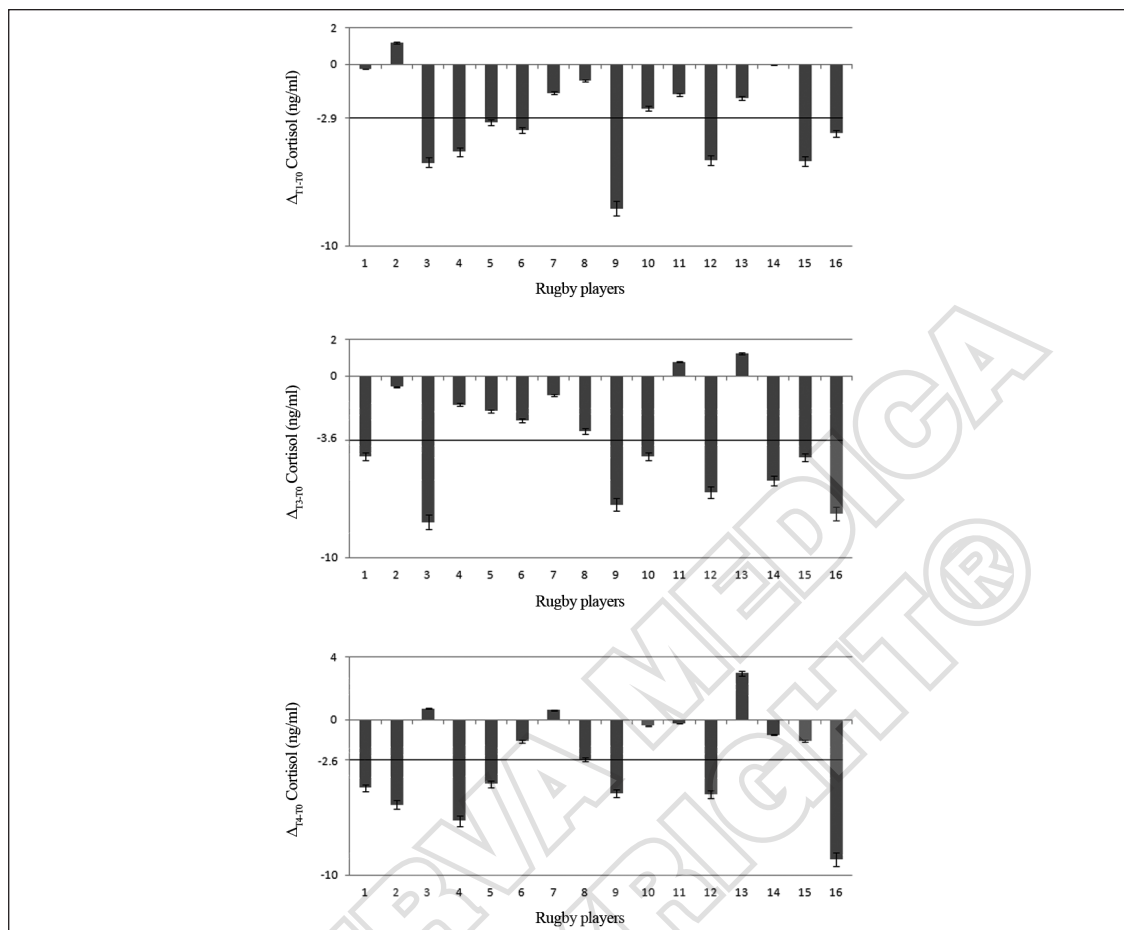 2
0
-2.9
-10
ΔT1-T0 Cortisol (ng/ml)
1 2 3 4 5 6 7 8 9 10 11 12 13 14 15 16
Rugby players
2
0
-3.6
-10
ΔT3-T0 Cortisol (ng/ml)
1 2 3 4 5 6 7 8 9 10 11 12 13 14 15 16
Rugby players
4
0
-2.6
-10
ΔT4-T0 Cortisol (ng/ml)
1 2 3 4 5 6 7 8 9 10 11 12 13 14 15 16
Rugby players
MEDICA